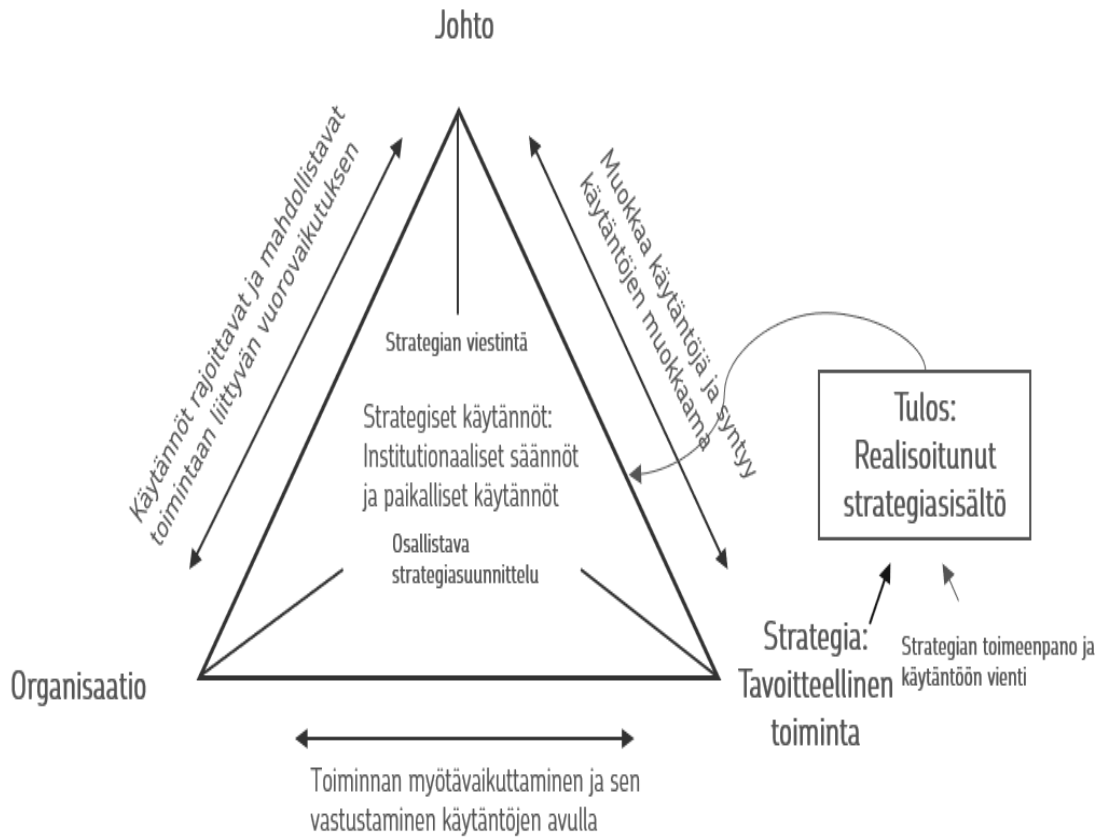 Johto
Käytännöt rajoittavat ja mahdollistavat
toimintaan liittyvän vuorovaikutuksen
Muokkaa käytäntöjä ja syntyy
käytäntöjen muokkaama
Strategian viestintä
Strategiset käytännöt:
Institutionaaliset säännöt
ja paikalliset käytännöt
Osallistava
strategiasuunnittelu
Tulos:
Realisoitunut
strategiasisältö
Organisaatio
Strategia:
Tavoitteellinen
toiminta
Strategian toimeenpano ja
käytäntöön vienti
Toiminnan myötävaikuttaminen ja sen
vastustaminen käytäntöjen avulla